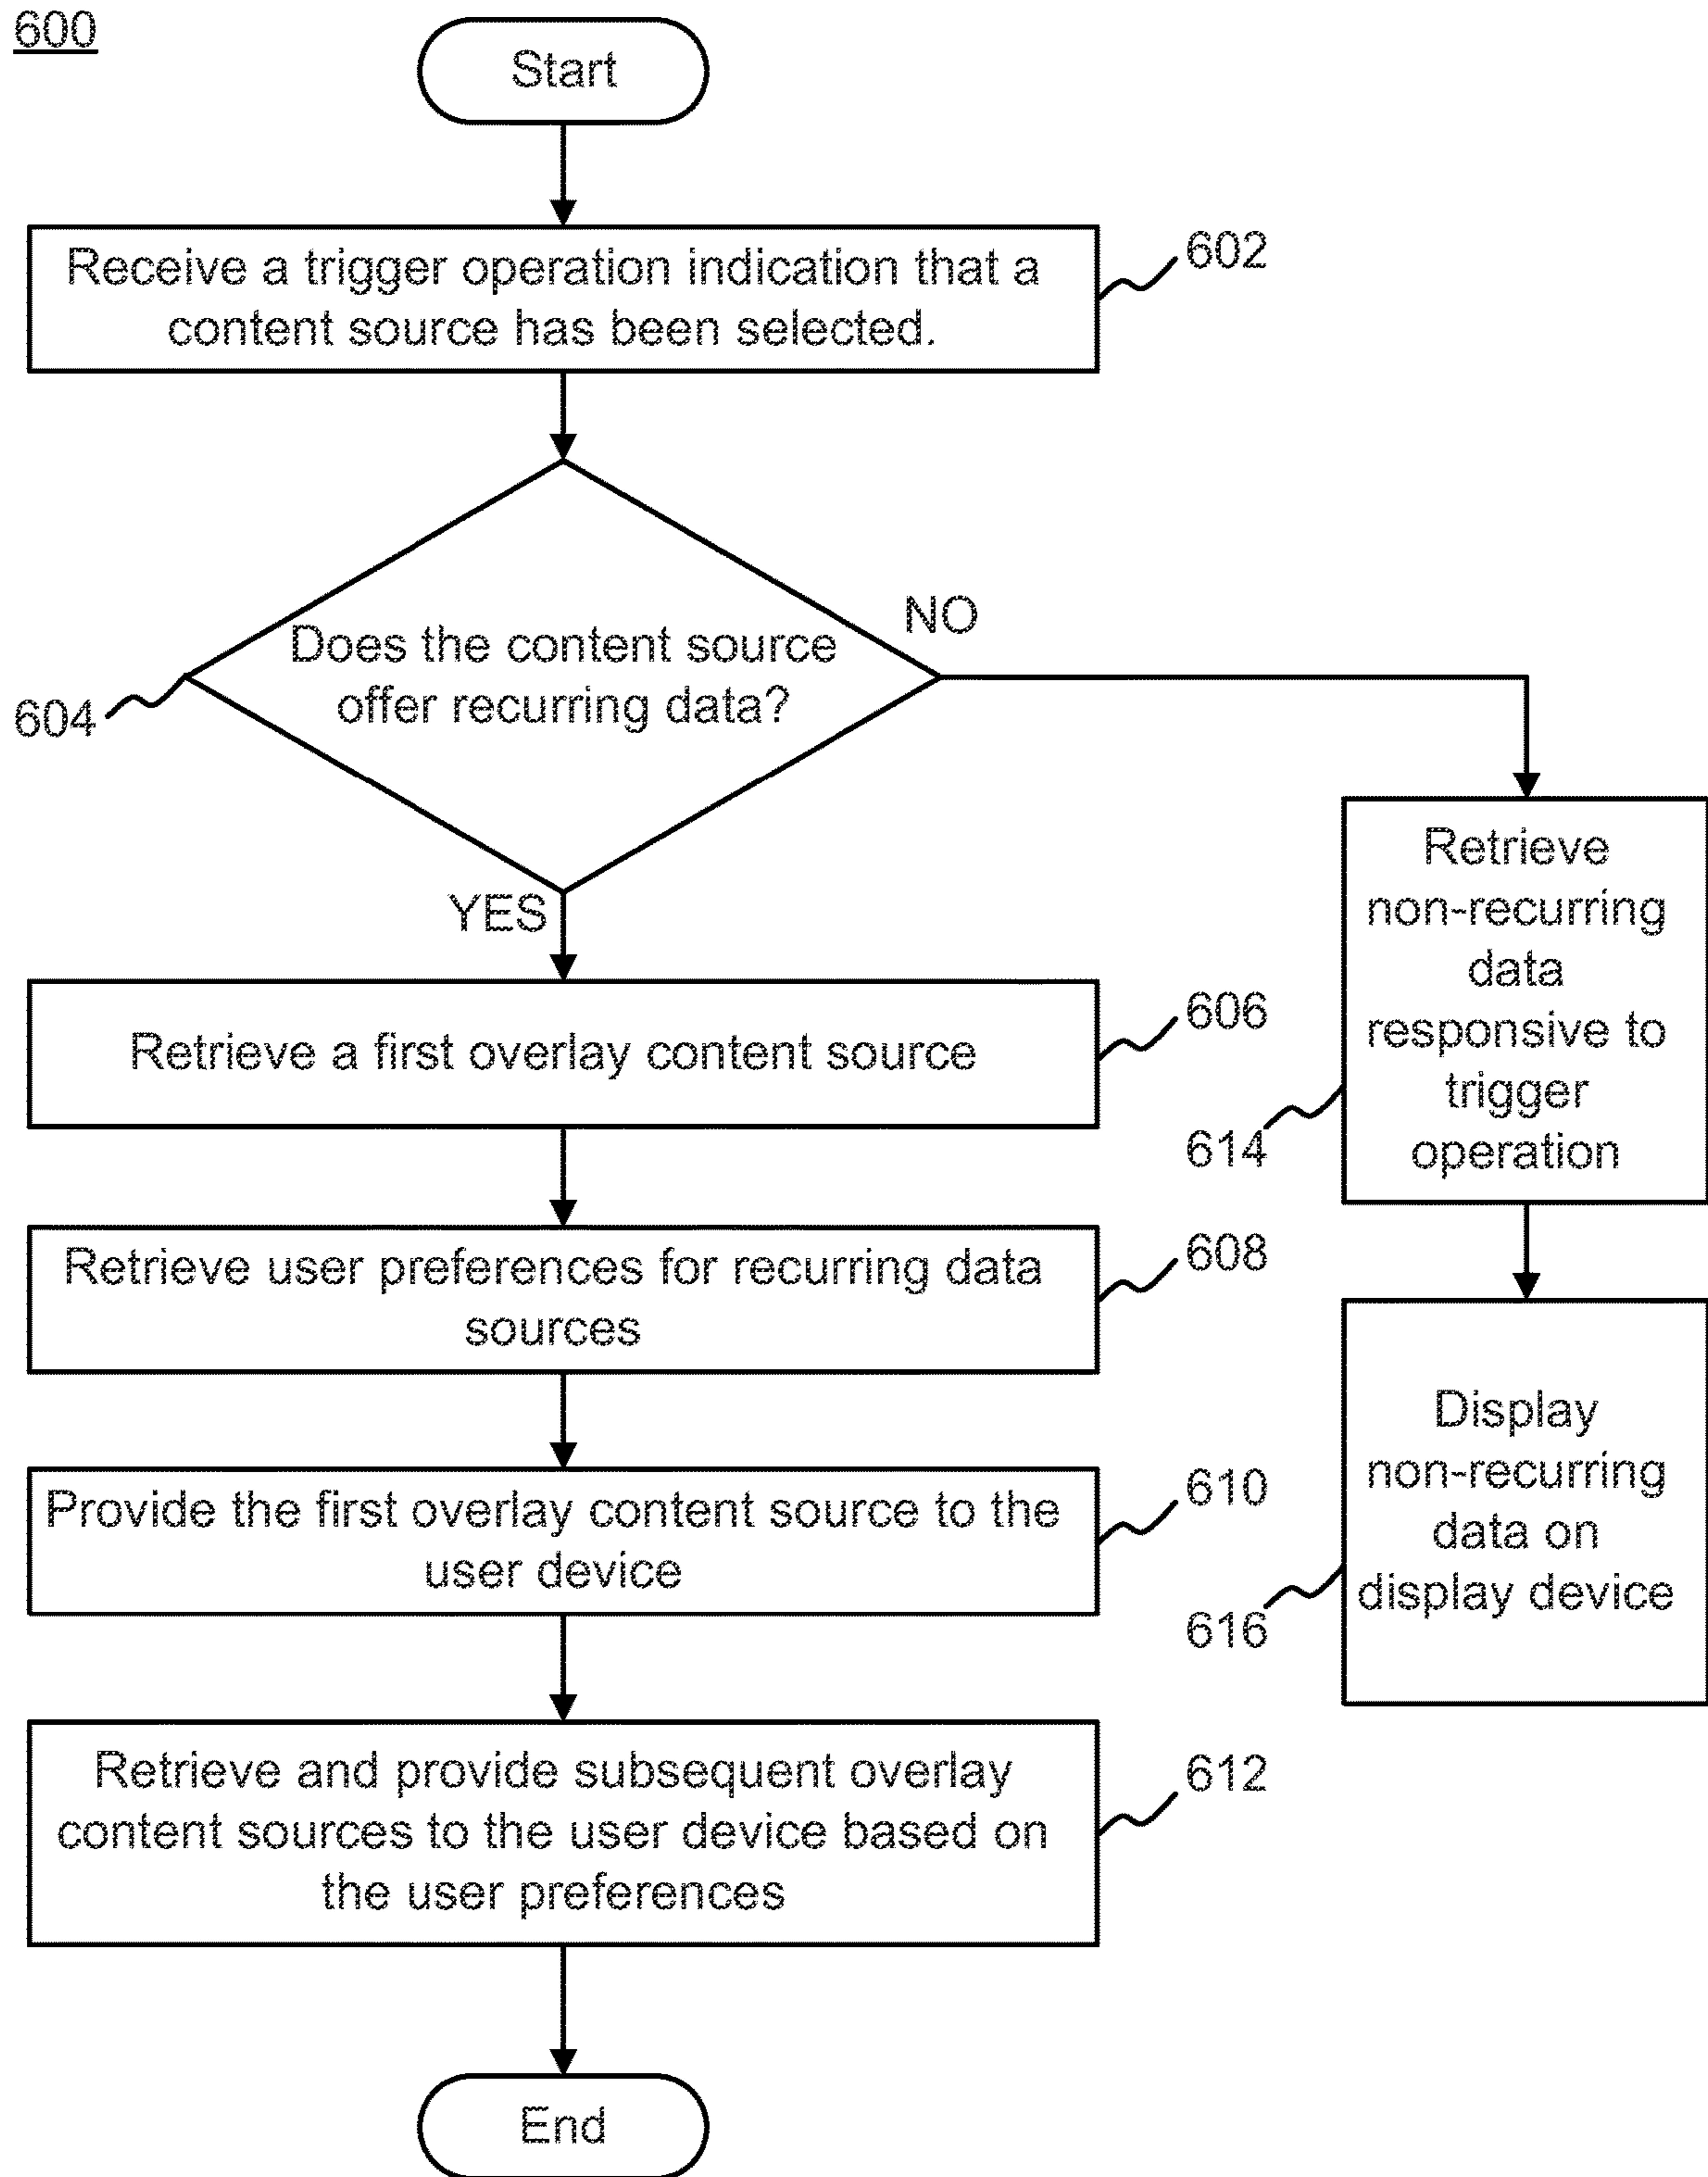 600
Start
Receive a trigger operation indication that a
content source has been selected.
602
Does the content source
offer recurring data?
604
NO
YES
Retrieve a first overlay content source
606
Retrieve user preferences for recurring data
sources
608
Provide the first overlay content source to the
user device
610
Retrieve and provide subsequent overlay
content sources to the user device based on
the user preferences
612
End
Retrieve
non-recurring
data
responsive to
trigger
operation
614
Display
non-recurring
data on
display device
616